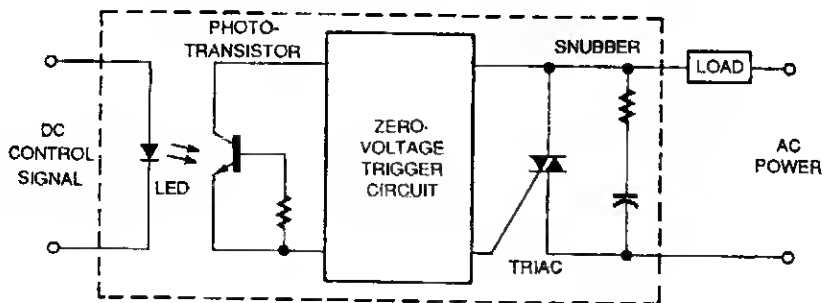 PHOTO-
TRANSISTOR
SNUBBER
LOAD
DC
CONTROL
SIGNAL
LED
ZERO-
VOLTAGE
TRIGGER
CIRCUIT
AC
POWER
TRIAC